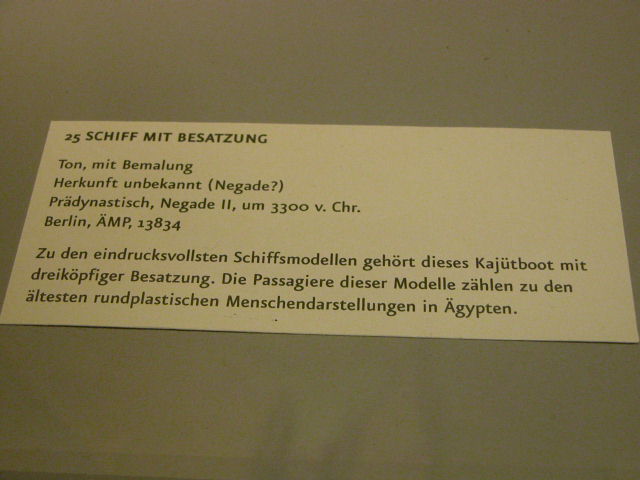 25 SCHIFF MIT BESATZUNG
Ton, mit Bemalung
Herkunft unbekannt (Negade?)
Prädynastisch, Negade II, um 3300 v. Chr.
Berlin, ÄMP, 13834
Zu den eindrucksvollsten Schiffsmodellen gehört dieses Kajütboot mit
dreiköpfiger Besatzung. Die Passagiere dieser Modelle zählen zu den
ältesten rundplastischen Menschendarstellungen in Ägypten.